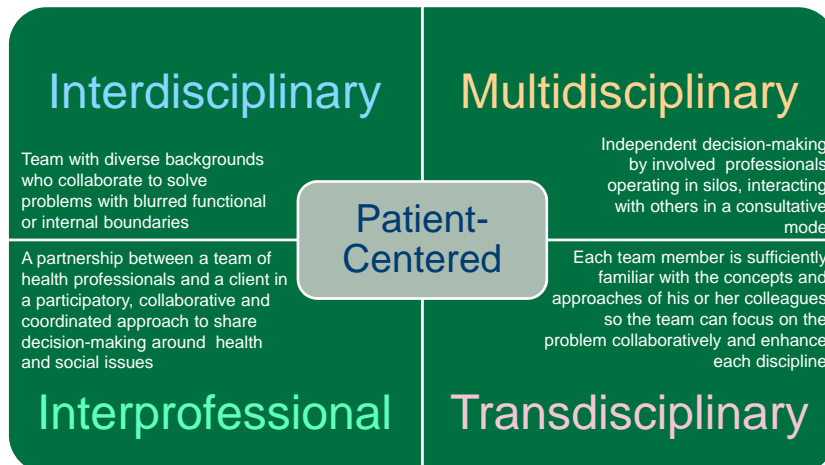 Interdisciplinary
Team with diverse backgrounds
who collaborate to solve
problems with blurred functional
or internal boundaries
Multidisciplinary
Independent decision-making
by involved professionals
operating in silos, interacting
with others in a consultative
mode
Patient-
Centered
A partnership between a team of
health professionals and a client in
a participatory, collaborative and
coordinated approach to share
decision-making around health
and social issues
Interprofessional
Each team member is sufficiently
familiar with the concepts and
approaches of his or her colleagues
so the team can focus on the
problem collaboratively and enhance
each discipline
Transdisciplinary